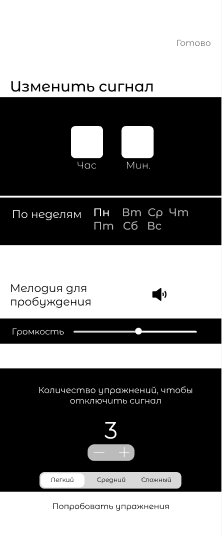 Готово
Изменить сигнал
Час Мин.
По неделям Пн Вт Ср Чт
Пт Сб Вс
Мелодия для
пробуждения
Громкость
Количество упражнений, чтобы
отключить сигнал
3
— +
Легкий Средний Сложный
Попробовать упражнения